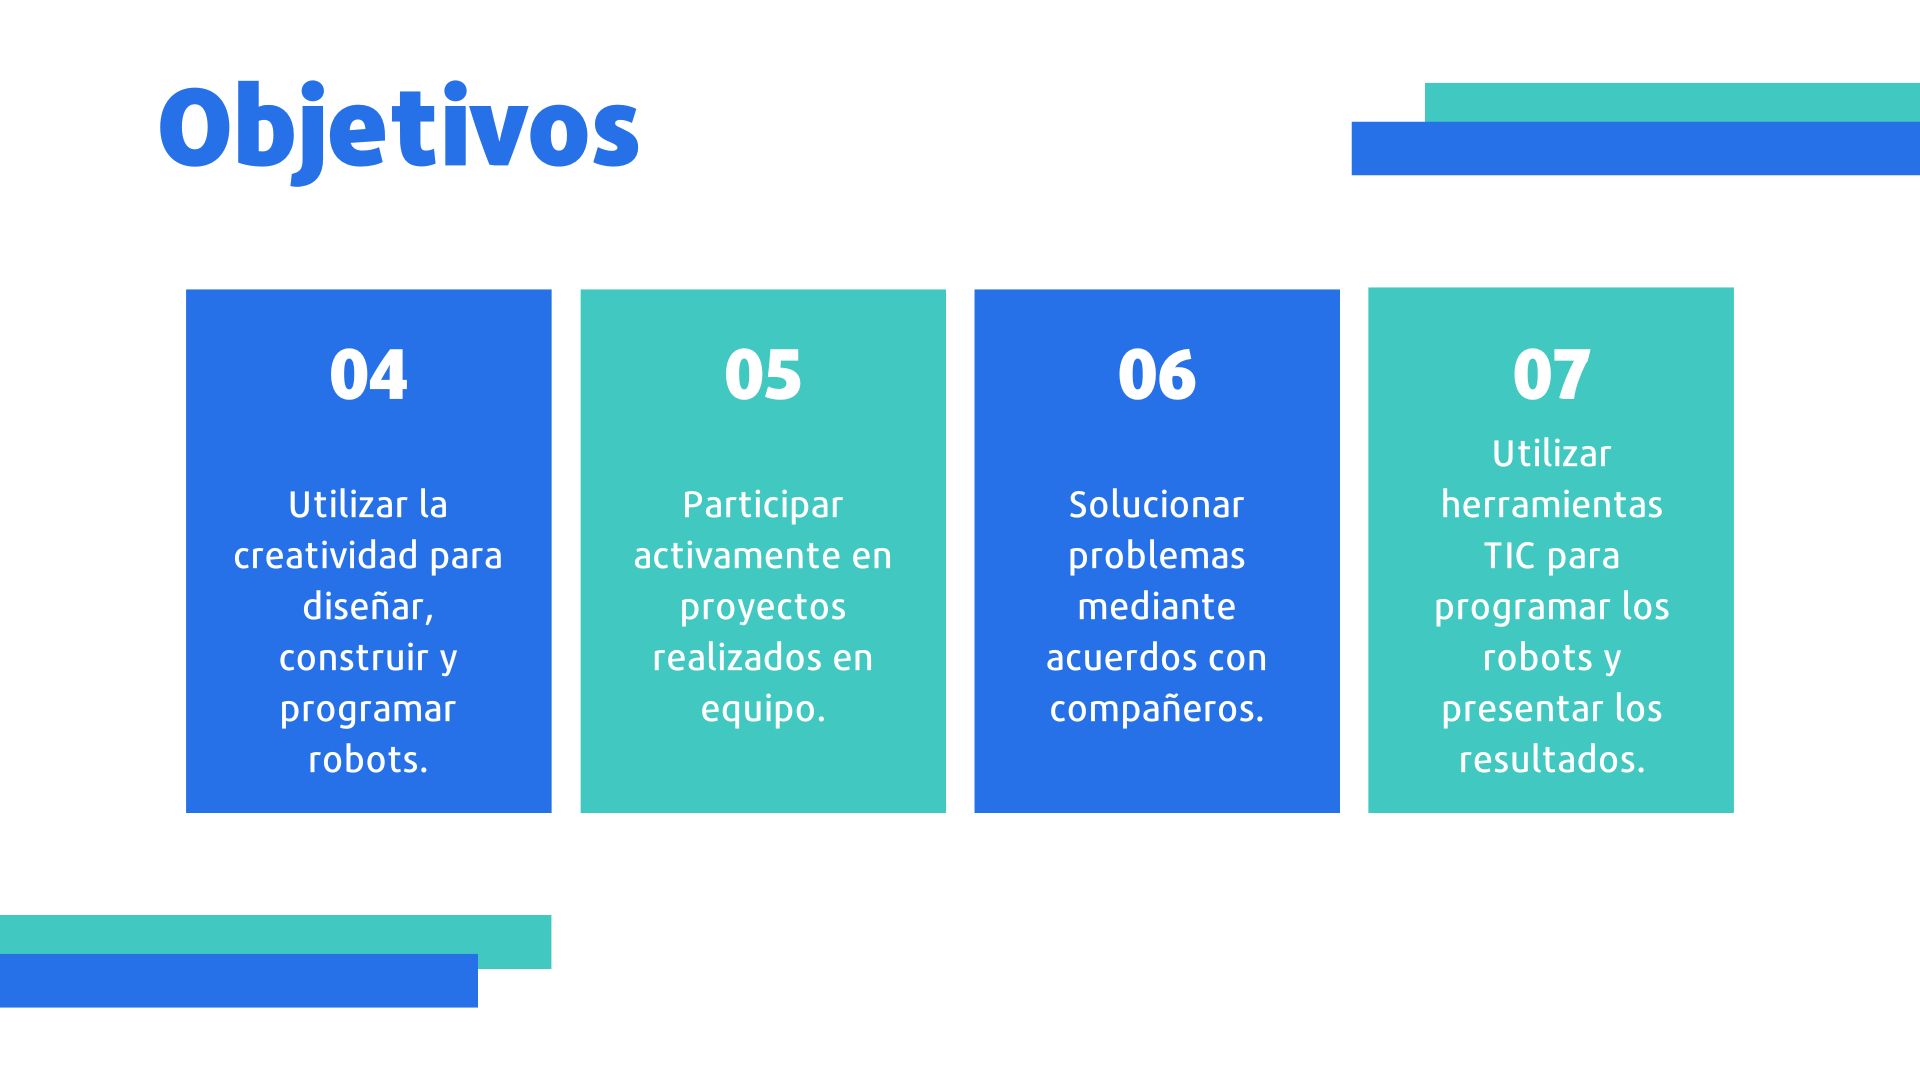 Objetivos
04
Utilizar la
creatividad para
diseñar,
construir y
programar
robots.
05
Participar
activamente en
proyectos
realizados en
equipo.
06
Solucionar
problemas
mediante
acuerdos con
compañeros.
07
Utilizar
herramientas
TIC para
programar los
robots y
presentar los
resultados.